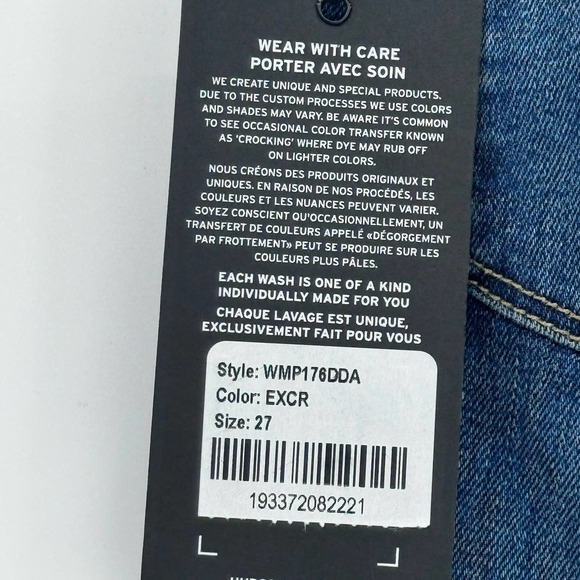 WEAR WITH CARE
PORTER AVEC SOIN
WE CREATE UNIQUE AND SPECIAL PRODUCTS.
DUE TO THE CUSTOM PROCESSES WE USE COLORS
AND SHADES MAY VARY. BE AWARE IT'S COMMON
TO SEE OCCASIONAL COLOR TRANSFER KNOWN
AS 'CROCKING' WHERE DYE MAY RUB OFF
ON LIGHTER COLORS.
NOUS CRÉONS DES PRODUITS ORIGINAUX ET
UNIQUES. EN RAISON DE NOS PROCÉDÉS, LES
COULEURS ET LES NUANCES PEUVENT VARIER.
SOYEZ CONSCIENT QU'OCCASIONNELLEMENT, UN
TRANSFERT DE COULEURS APPELÉ «DÉGORGEMENT
PAR FROTTEMENT» PEUT SE PRODUIRE SUR LES
COULEURS PLUS PÂLES.
EACH WASH IS ONE OF A KIND
INDIVIDUALLY MADE FOR YOU
CHAQUE LAVAGE EST UNIQUE,
EXCLUSIVEMENT FAIT POUR VOUS
Style: WMP176DDA
Color: EXCR
Size: 27
193372082221